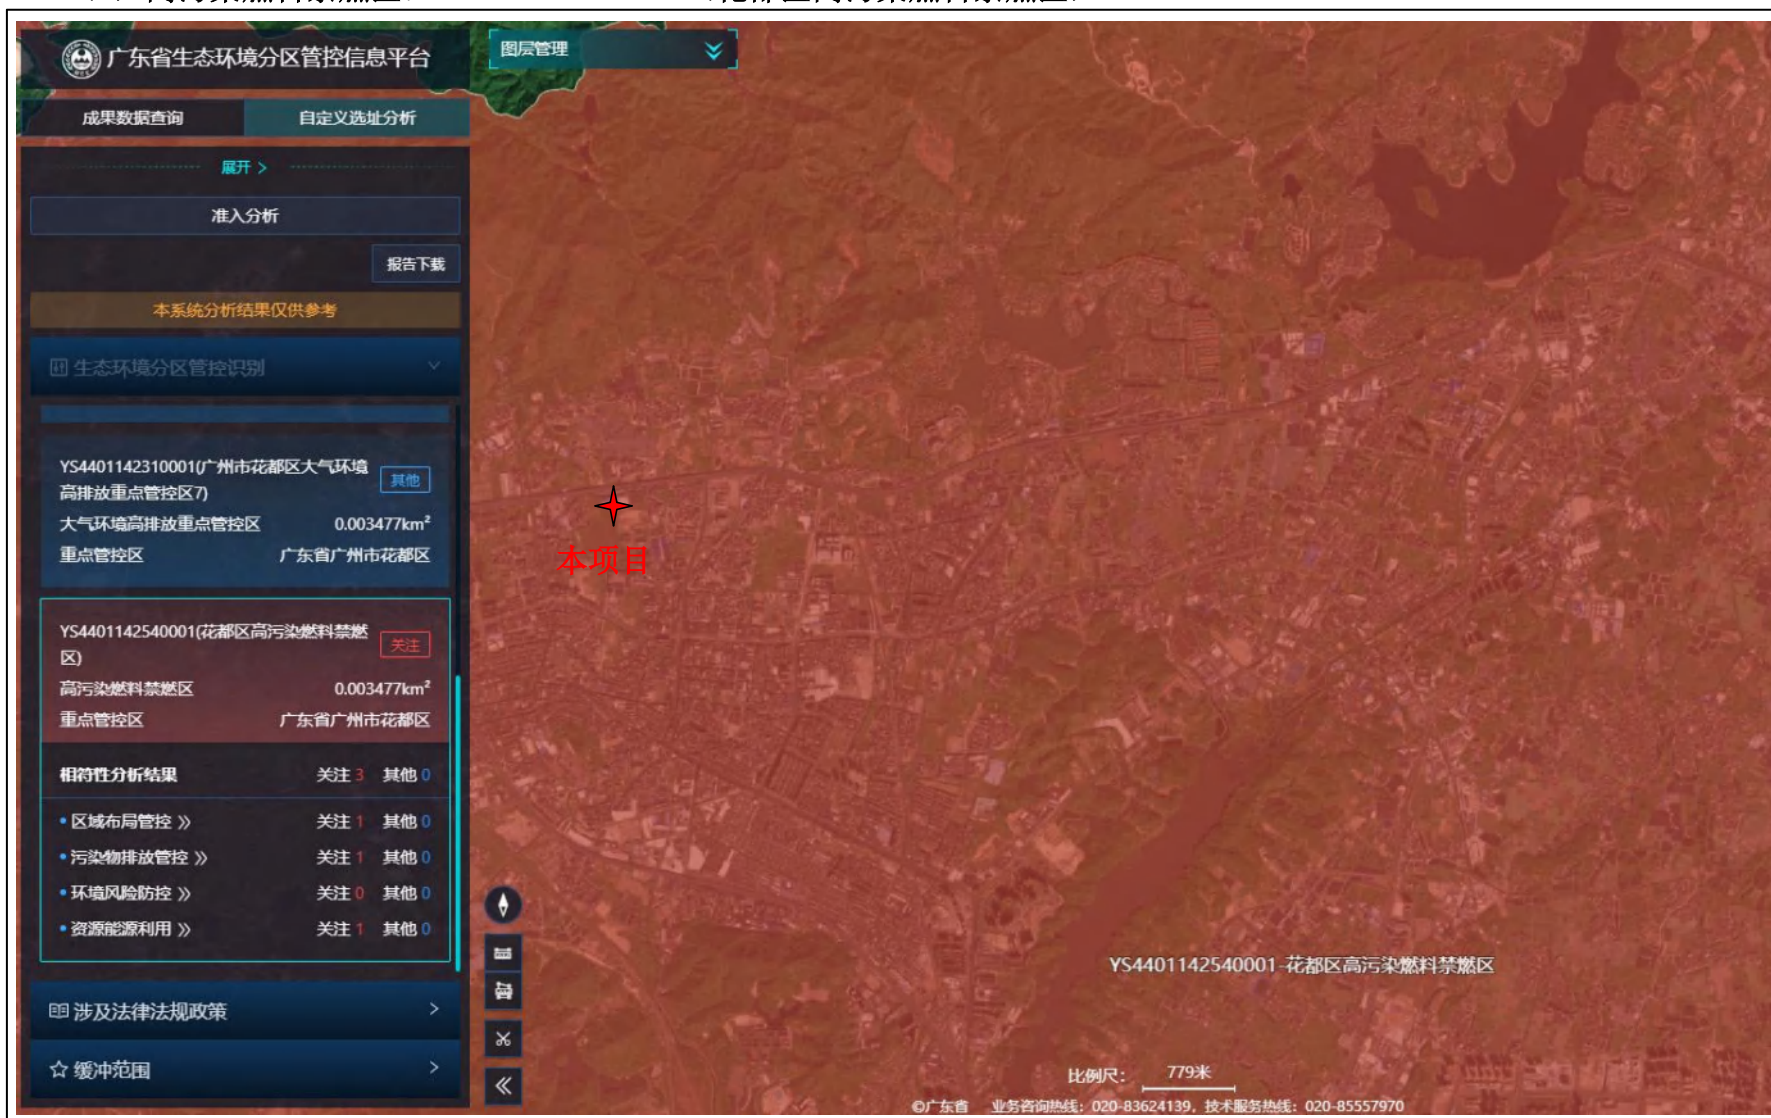 广东省生态环境分区管控信息平台
图层管理
成果数据查询 自定义选址分析
展开 >
准入分析
报告下载
本系统分析结果仅供参考
生态环境分区管控识别
YS4401142310001(广州市花都区大气环境
高排放重点管控区7)
其他
大气环境高排放重点管控区 0.003477km²
重点管控区 广东省广州市花都区
YS4401142540001(花都区高污染燃料禁燃
区)
关注
高污染燃料禁燃区 0.003477km²
重点管控区 广东省广州市花都区
相符性分析结果 关注 3 其他 0
区域布局管控 》 关注 1 其他 0
污染物排放管控 》 关注 1 其他 0
环境风险防控 》 关注 0 其他 0
资源能源利用 》 关注 1 其他 0
涉及法律法规政策 >
缓冲范围 >
本项目
YS4401142540001-花都区高污染燃料禁燃区
比例尺： 779米
©广东省 业务咨询热线：020-83624139，技术服务热线：020-85557970